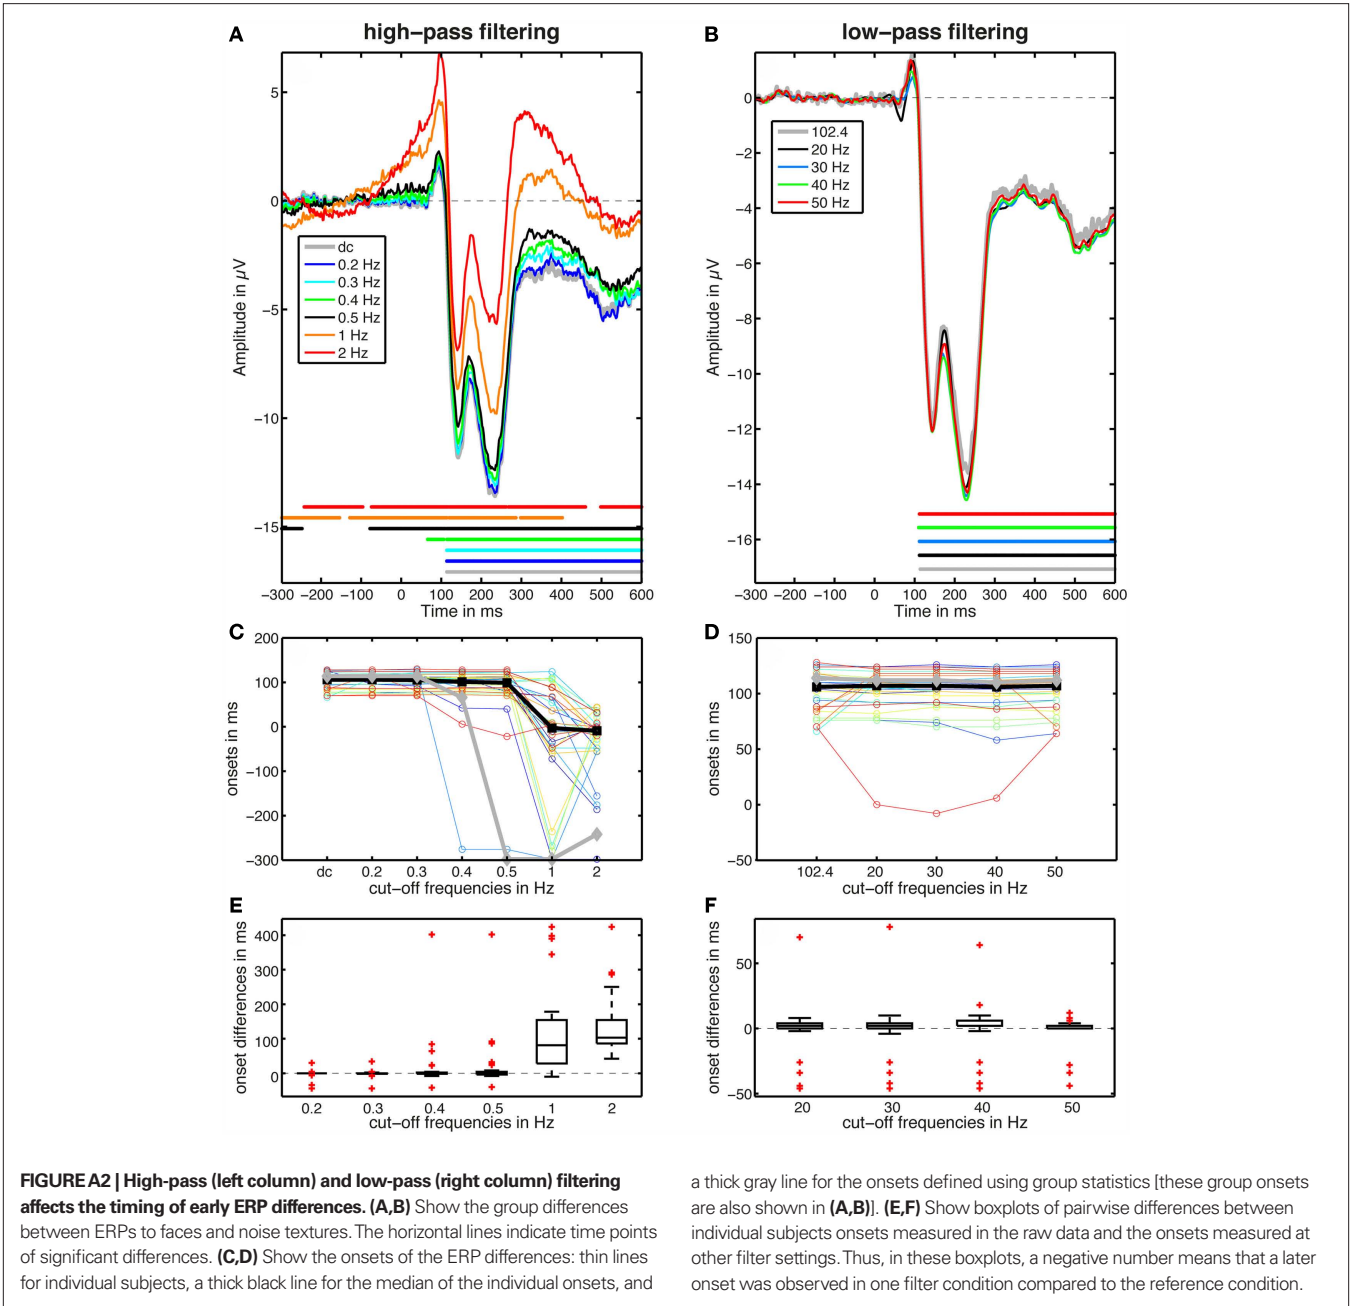 A
high–pass filtering
5
0
−5
−10
−15
Amplitude in µV
dc
0.2 Hz
0.3 Hz
0.4 Hz
0.5 Hz
1 Hz
2 Hz
−300 −200 −100 0 100 200 300 400 500 600
Time in ms
B
low–pass filtering
0
−2
−4
−6
−8
−10
−12
−14
−16
Amplitude in µV
102.4
20 Hz
30 Hz
40 Hz
50 Hz
−300 −200 −100 0 100 200 300 400 500 600
Time in ms
C
200
100
0
−100
−200
−300
onsets in ms
dc 0.2 0.3 0.4 0.5 1 2
cut−off frequencies in Hz
D
150
100
50
0
−50
onsets in ms
102.4 20 30 40 50
cut−off frequencies in Hz
E
400
300
200
100
0
onset differences in ms
0.2 0.3 0.4 0.5 1 2
cut−off frequencies in Hz
F
50
0
−50
onset differences in ms
20 30 40 50
cut−off frequencies in Hz
FIGURE A2 | High-pass (left column) and low-pass (right column) filtering
affects the timing of early ERP differences. (A,B) Show the group differences
between ERPs to faces and noise textures. The horizontal lines indicate time points
of significant differences. (C,D) Show the onsets of the ERP differences: thin lines
for individual subjects, a thick black line for the median of the individual onsets, and
a thick gray line for the onsets defined using group statistics [these group onsets
are also shown in (A,B)]. (E,F) Show boxplots of pairwise differences between
individual subjects onsets measured in the raw data and the onsets measured at
other filter settings. Thus, in these boxplots, a negative number means that a later
onset was observed in one filter condition compared to the reference condition.